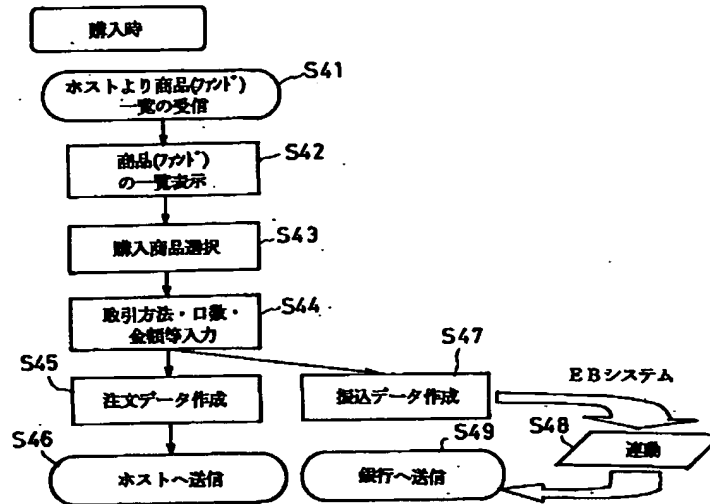 購入時
S41
ホストより商品(ファンド)
一覧の受信
S42
商品(ファンド)
の一覧表示
S43
購入商品選択
S44
取引方法・口数・
金額等入力
S45
注文データ作成
S47
振込データ作成
EBシステム
S48
連動
S46
ホストへ送信
S49
銀行へ送信